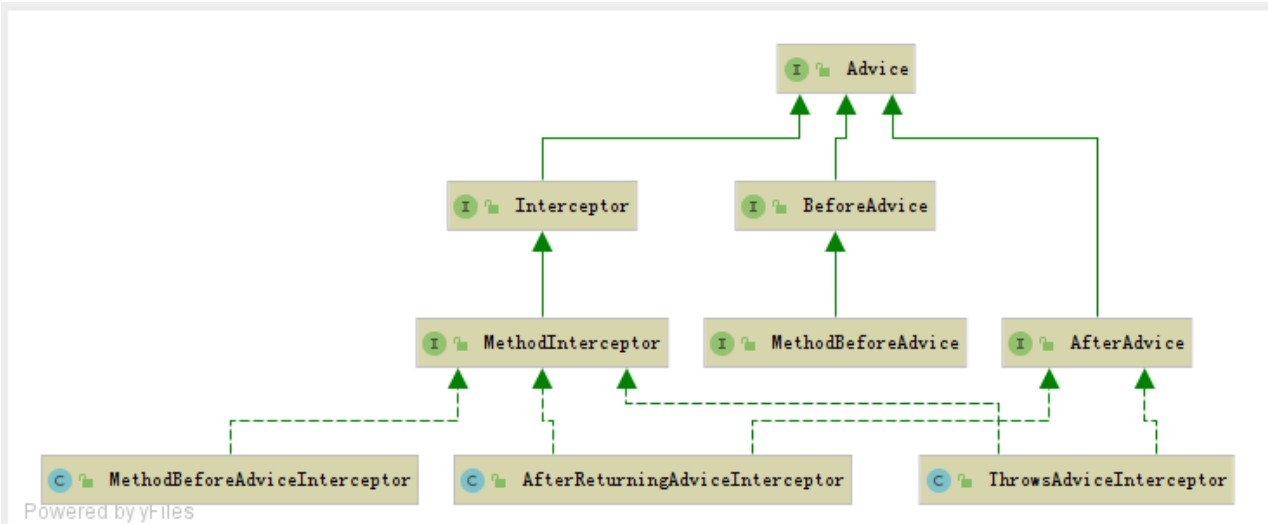 I Advice
I Interceptor
I BeforeAdvice
I MethodInterceptor
I MethodBeforeAdvice
I AfterAdvice
C MethodBeforeAdviceInterceptor
C AfterReturningAdviceInterceptor
C ThrowsAdviceInterceptor
Powered by yFiles